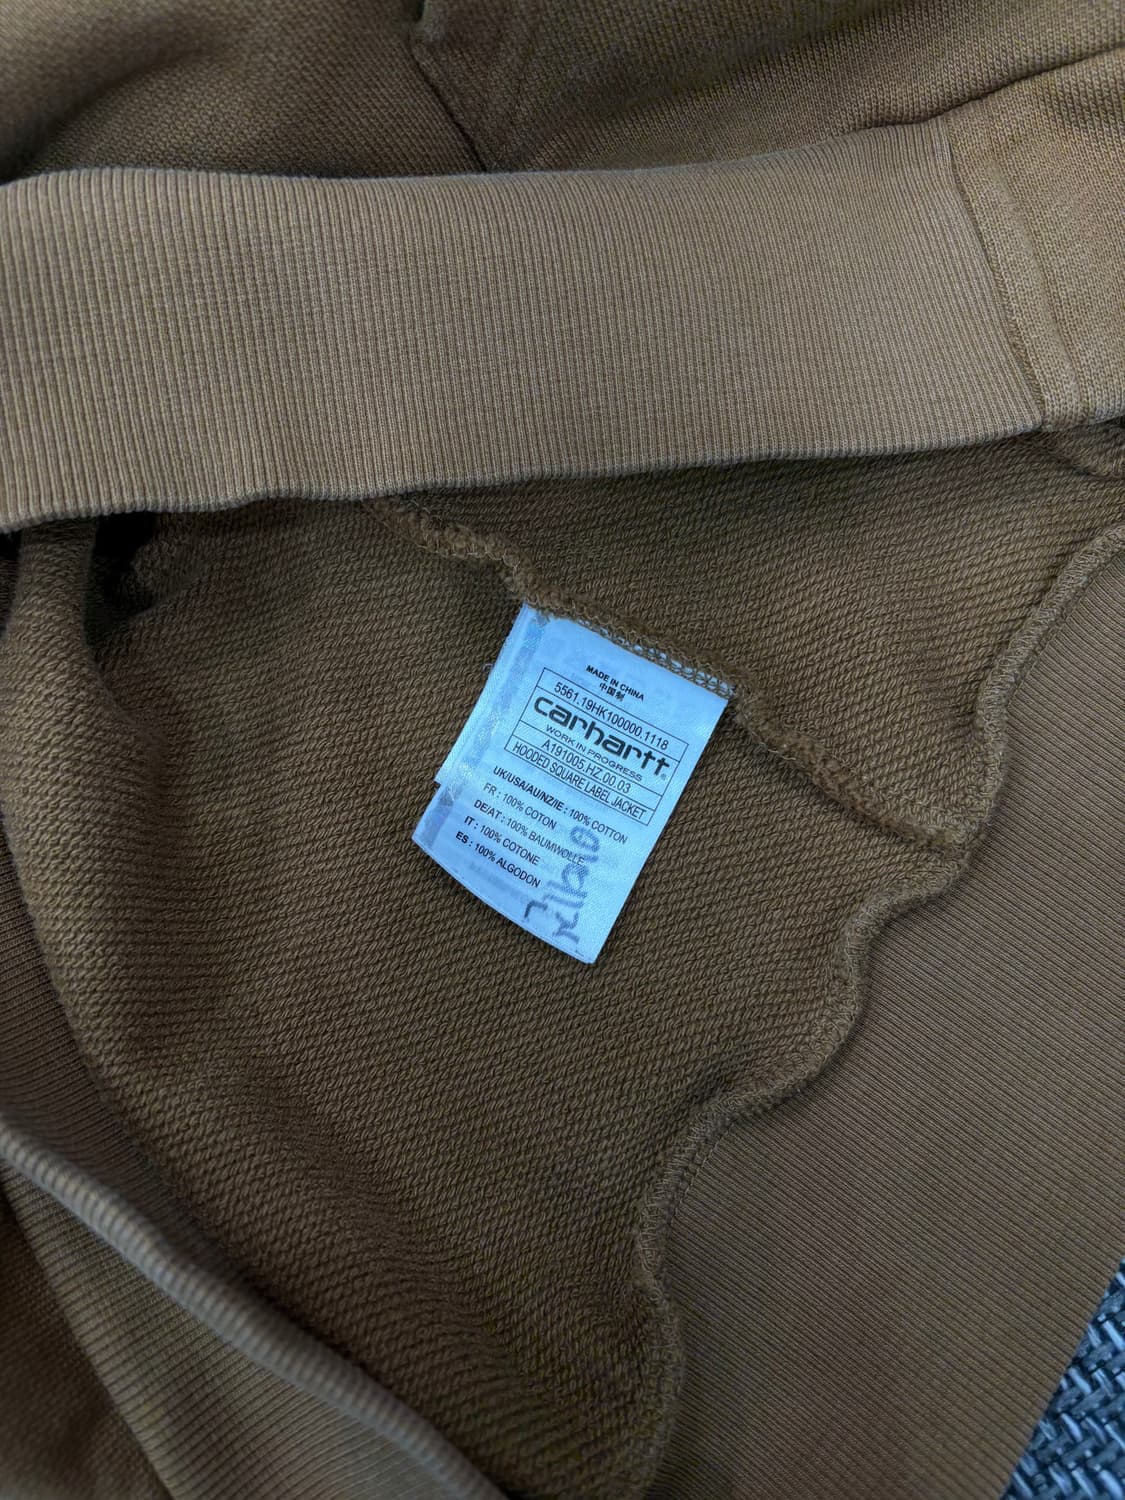 MADE IN CHINA
中国制
5561.19HK100000.1118
carhartt®
WORK IN PROGRESS
A191005.HZ.00.03
HOODED SQUARE LABEL JACKET
UK/USA/AU/NZ/IE : 100% COTTON
FR : 100% COTON
DE/AT : 100% BAUMWOLLE
IT : 100% COTONE
ES : 100% ALGODON